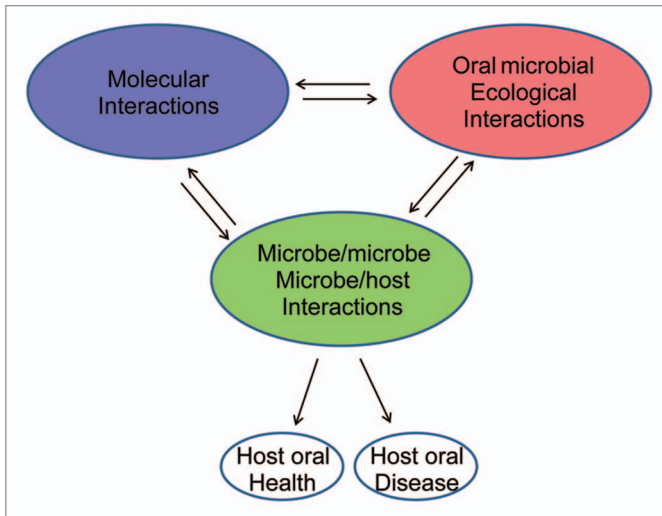 Molecular
Interactions
Oral microbial
Ecological
Interactions
Microbe/microbe
Microbe/host
Interactions
Host oral
Health
Host oral
Disease